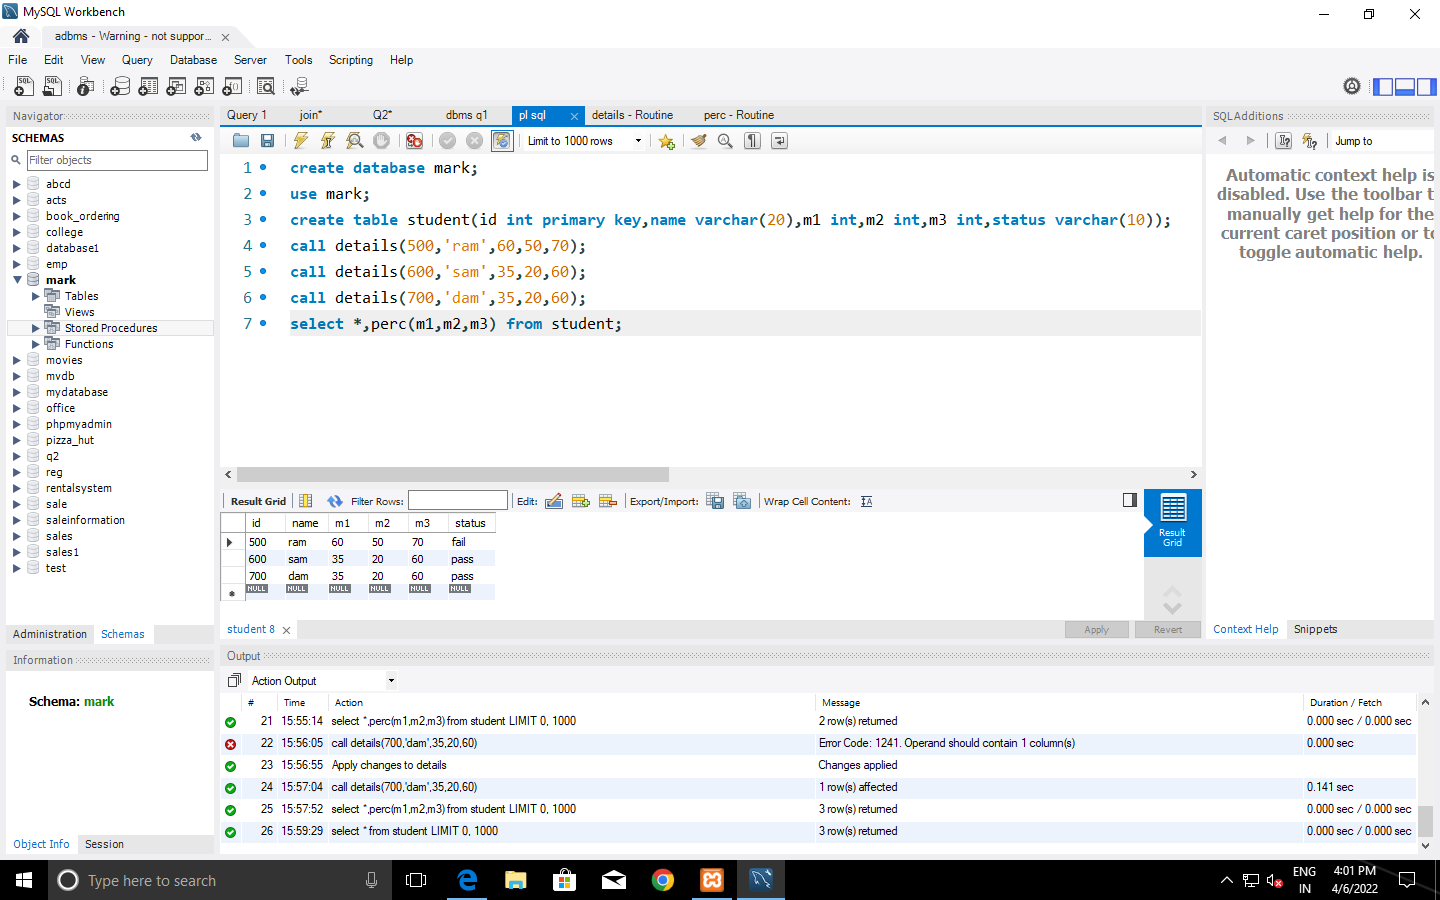 MySQL Workbench
adbms - Warning - not suppor...
File Edit View Query Database Server Tools Scripting Help
Navigator
SCHEMAS
Filter objects
abcd
acts
book_ordering
college
database1
emp
mark
Tables
Views
Stored Procedures
Functions
movies
mvdb
mydatabase
office
phpmyadmin
pizza_hut
q2
reg
rentalsystem
sale
saleinformation
sales
sales1
test
Administration Schemas
Information
Schema: mark
Object Info Session
Query 1 join* Q2* dbms q1 pl sql details - Routine perc - Routine
Limit to 1000 rows
1 create database mark;
2 use mark;
3 create table student(id int primary key,name varchar(20),m1 int,m2 int,m3 int,status varchar(10));
4 call details(500,'ram',60,50,70);
5 call details(600,'sam',35,20,60);
6 call details(700,'dam',35,20,60);
7 select *,perc(m1,m2,m3) from student;
Result Grid Filter Rows: Edit: Export/Import: Wrap Cell Content:
id name m1 m2 m3 status
500 ram 60 50 70 fail
600 sam 35 20 60 pass
700 dam 35 20 60 pass
NULL NULL NULL NULL NULL NULL
Result
Grid
student 8
Apply Revert
SQLAdditions
Jump to
Automatic context help is
disabled. Use the toolbar t
manually get help for the
current caret position or to
toggle automatic help.
Context Help Snippets
Output
Action Output
# Time Action Message Duration / Fetch
21 15:55:14 select *,perc(m1,m2,m3) from student LIMIT 0, 1000 2 row(s) returned 0.000 sec / 0.000 sec
22 15:56:05 call details(700,'dam',35,20,60) Error Code: 1241. Operand should contain 1 column(s) 0.000 sec
23 15:56:55 Apply changes to details Changes applied
24 15:57:04 call details(700,'dam',35,20,60) 1 row(s) affected 0.141 sec
25 15:57:52 select *,perc(m1,m2,m3) from student LIMIT 0, 1000 3 row(s) returned 0.000 sec / 0.000 sec
26 15:59:29 select * from student LIMIT 0, 1000 3 row(s) returned 0.000 sec / 0.000 sec
Type here to search
ENG
IN
4:01 PM
4/6/2022